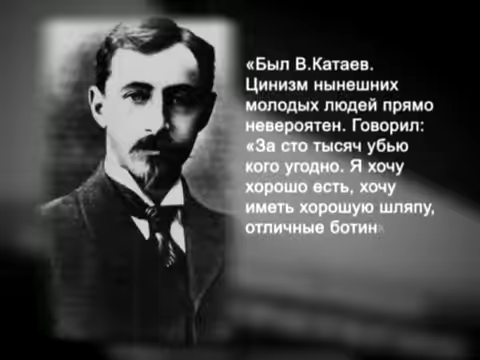 «Был В.Катаев.
Цинизм нынешних
молодых людей прямо
невероятен. Говорил:
«За сто тысяч убью
кого угодно. Я хочу
хорошо есть, хочу
иметь хорошую шляпу,
отличные ботинк